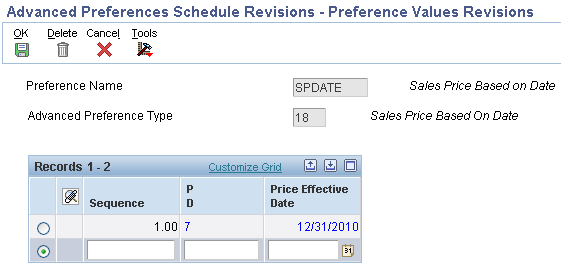 Advanced Preferences Schedule Revisions - Preference Values Revisions
OK Delete Cancel Tools
Preference Name SPDATE Sales Price Based on Date
Advanced Preference Type 18 Sales Price Based On Date
Records 1 - 2 Customize Grid
Sequence P D Price Effective Date
1.00 7 12/31/2010
31